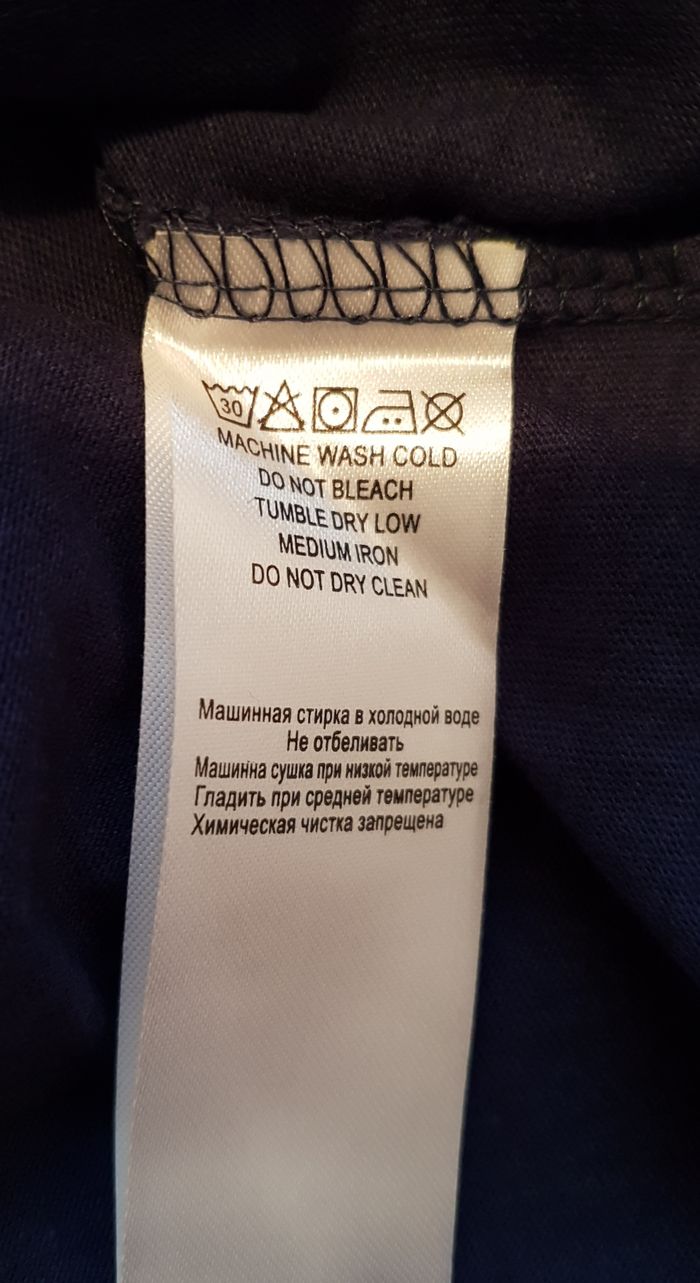 30
MACHINE WASH COLD
DO NOT BLEACH
TUMBLE DRY LOW
MEDIUM IRON
DO NOT DRY CLEAN
Машинная стирка в холодной воде
Не отбеливать
Машинна сушка при низкой температуре
Гладить при средней температуре
Химическая чистка запрещена